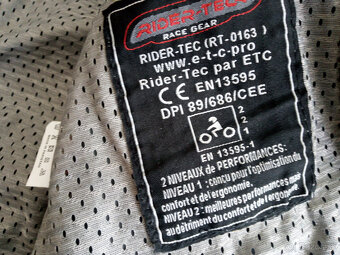 RIDER-TEC
RACE GEAR
RIDER-TEC (RT-0163)
www.e-t-c-pro
Rider-Tec par ETC
CE EN13595
DPI 89/686/CEE
2
2
1
EN 13595-1
2 NIVEAUX de PERFORMANCES:
NIVEAU 1 : conçu pour l'optimisation du
confort et de l'ergonomie.
NIVEAU 2 : meilleures performances mais
au détriment du confort et de l'ergonomie